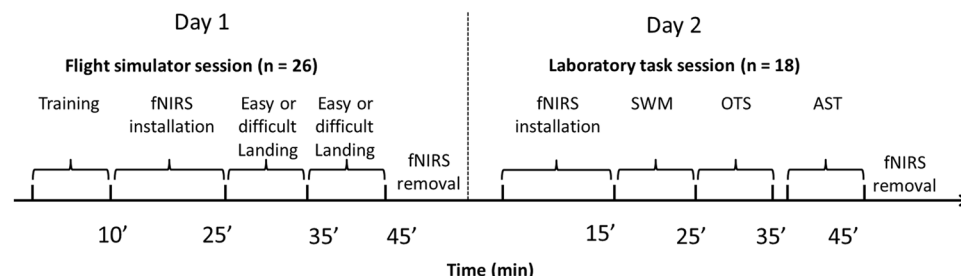 Day 1
Day 2
Flight simulator session (n = 26)
Laboratory task session (n = 18)
Training
fNIRS
installation
Easy or
difficult
Landing
Easy or
difficult
Landing
fNIRS
removal
fNIRS
installation
SWM
OTS
AST
fNIRS
removal
10’
25’
35’
45’
15’
25’
35’
45’
Time (min)